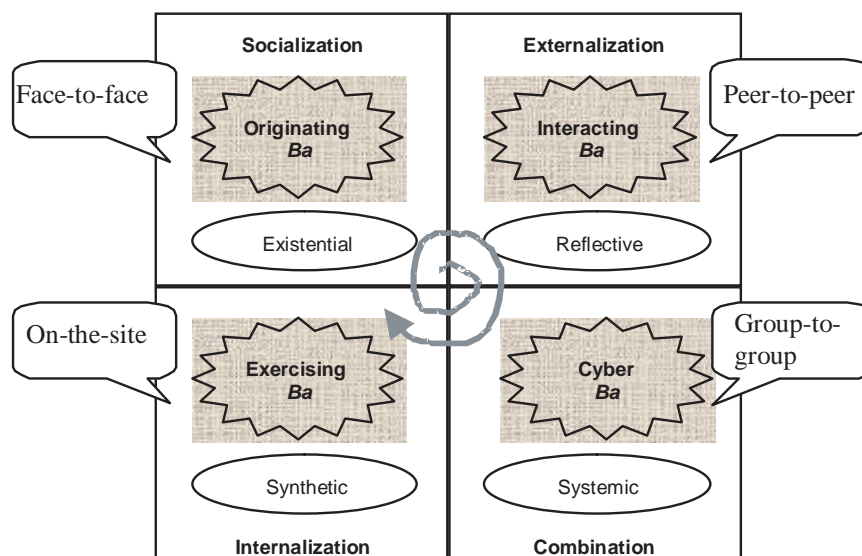 Socialization
Externalization
Face-to-face
Originating
Ba
Interacting
Ba
Peer-to-peer
Existential
Reflective
On-the-site
Exercising
Ba
Cyber
Ba
Group-to-
group
Synthetic
Systemic
Internalization
Combination